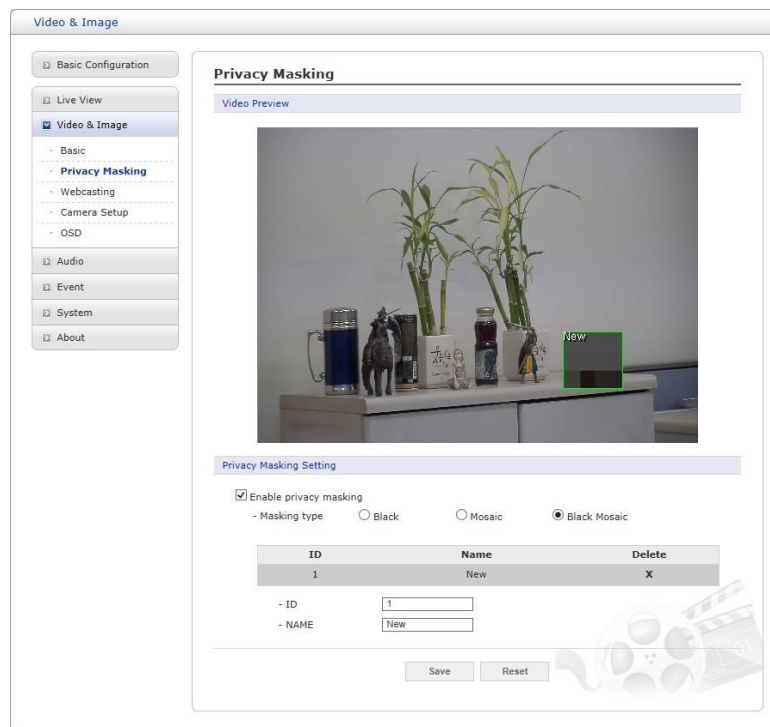 Video & Image
Basic Configuration
Live View
Video & Image
Basic
Privacy Masking
Webcasting
Camera Setup
OSD
Audio
Event
System
About
Privacy Masking
Video Preview
New
Privacy Masking Setting
Enable privacy masking
- Masking type Black Mosaic Black Mosaic
ID Name Delete
1 New X
- ID 1
- NAME New
Save Reset